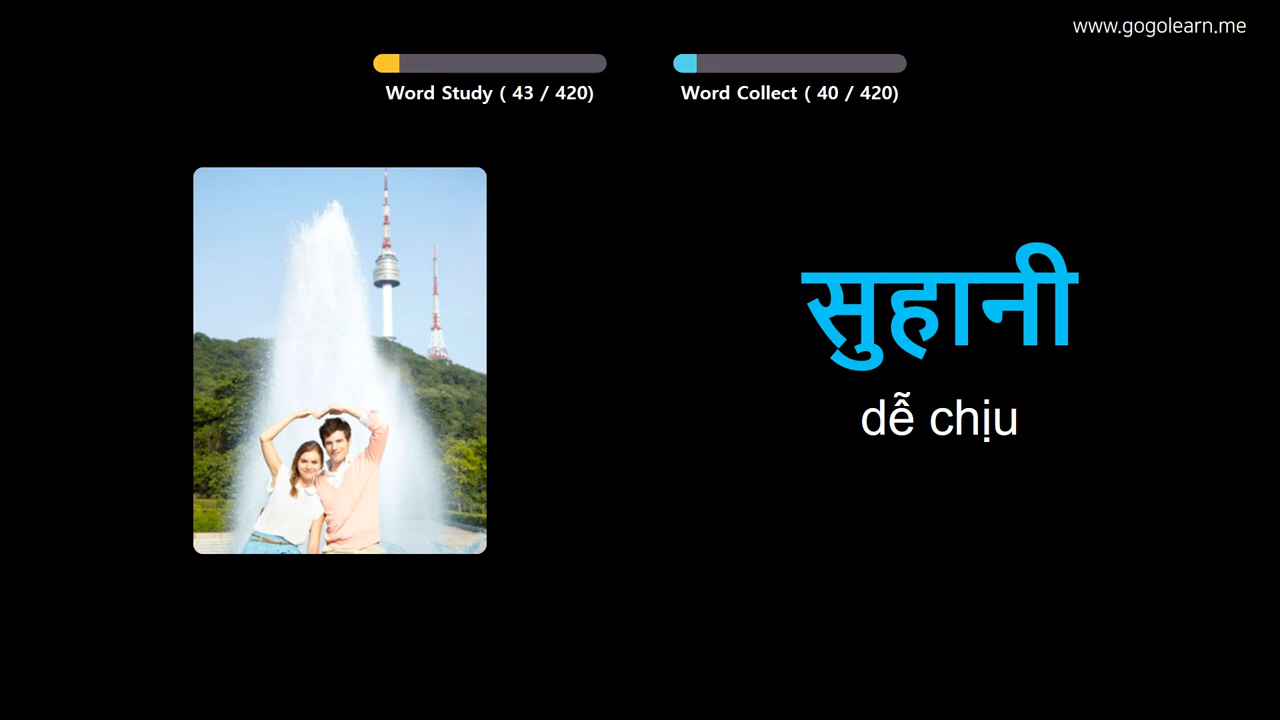 www.gogolearn.me
Word Study ( 43 / 420)
Word Collect ( 40 / 420)
सुहानी
dễ chịu